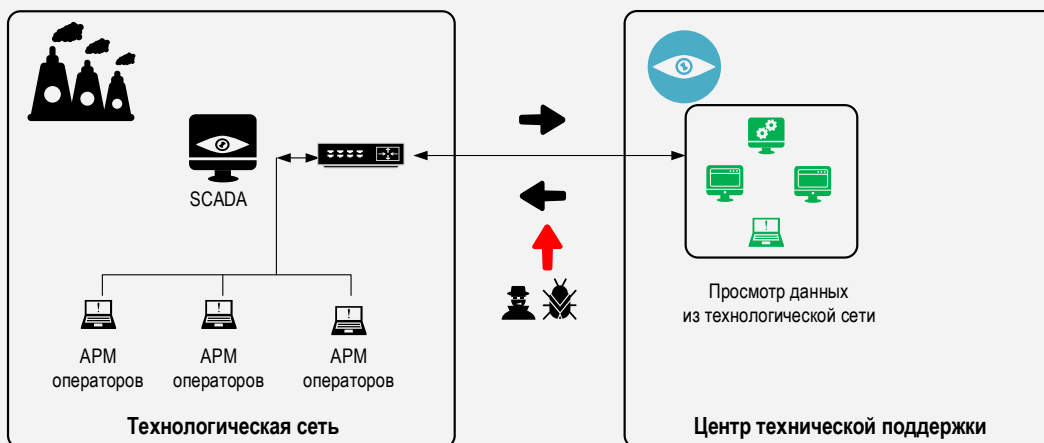 SCADA
Просмотр данных
из технологической сети
АРМ
операторов
АРМ
операторов
АРМ
операторов
Технологическая сеть
Центр технической поддержки